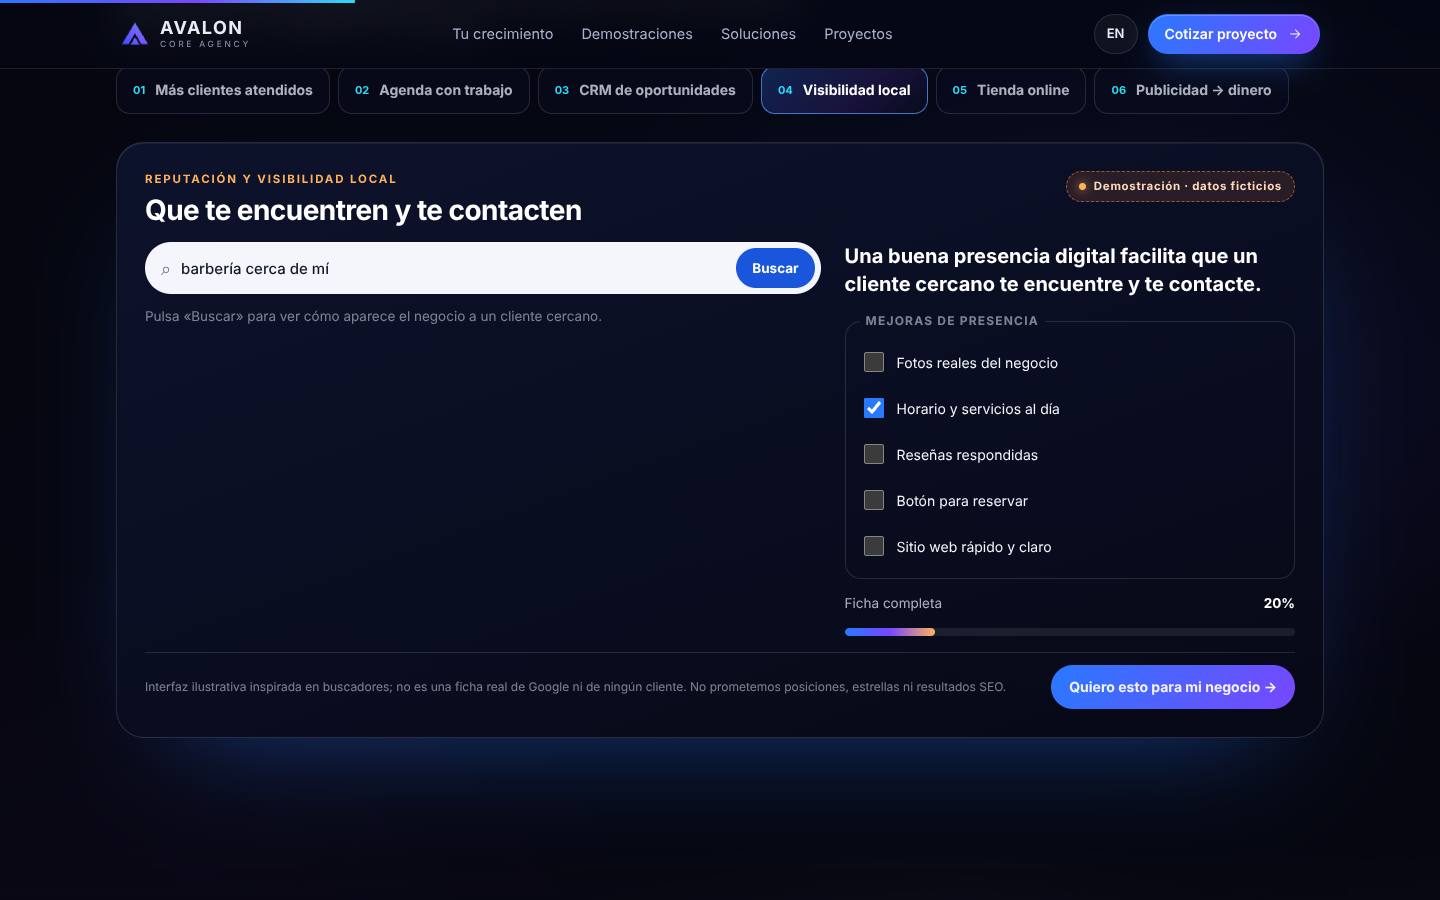 AVALON
CORE AGENCY
Tu crecimiento
Demostraciones
Soluciones
Proyectos
EN
Cotizar proyecto →
01 Más clientes atendidos
02 Agenda con trabajo
03 CRM de oportunidades
04 Visibilidad local
05 Tienda online
06 Publicidad → dinero
REPUTACIÓN Y VISIBILIDAD LOCAL
Que te encuentren y te contacten
Demostración · datos ficticios
barbería cerca de mí
Buscar
Pulsa «Buscar» para ver cómo aparece el negocio a un cliente cercano.
Una buena presencia digital facilita que un
cliente cercano te encuentre y te contacte.
MEJORAS DE PRESENCIA
Fotos reales del negocio
Horario y servicios al día
Reseñas respondidas
Botón para reservar
Sitio web rápido y claro
Ficha completa
20%
Interfaz ilustrativa inspirada en buscadores; no es una ficha real de Google ni de ningún cliente. No prometemos posiciones, estrellas ni resultados SEO.
Quiero esto para mi negocio →